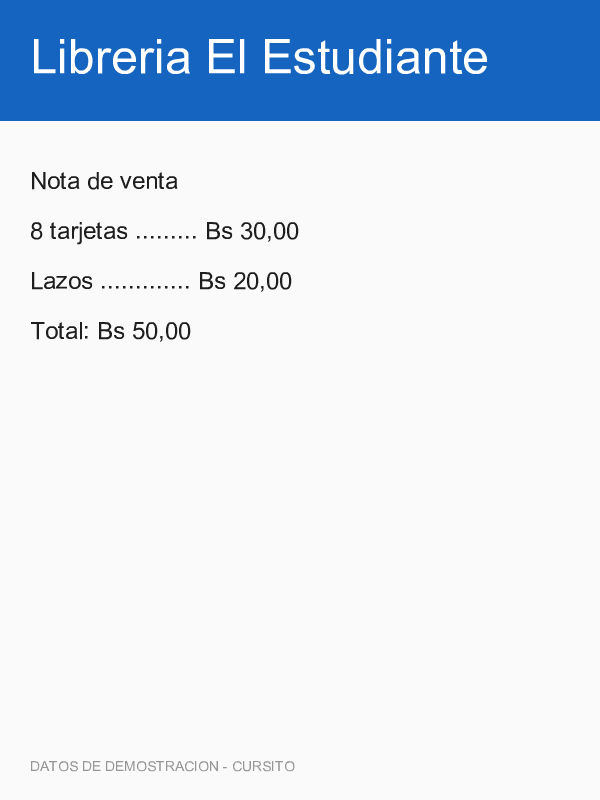 Libreria El Estudiante
Nota de venta
8 tarjetas ......... Bs 30,00
Lazos ............. Bs 20,00
Total: Bs 50,00
DATOS DE DEMOSTRACION - CURSITO